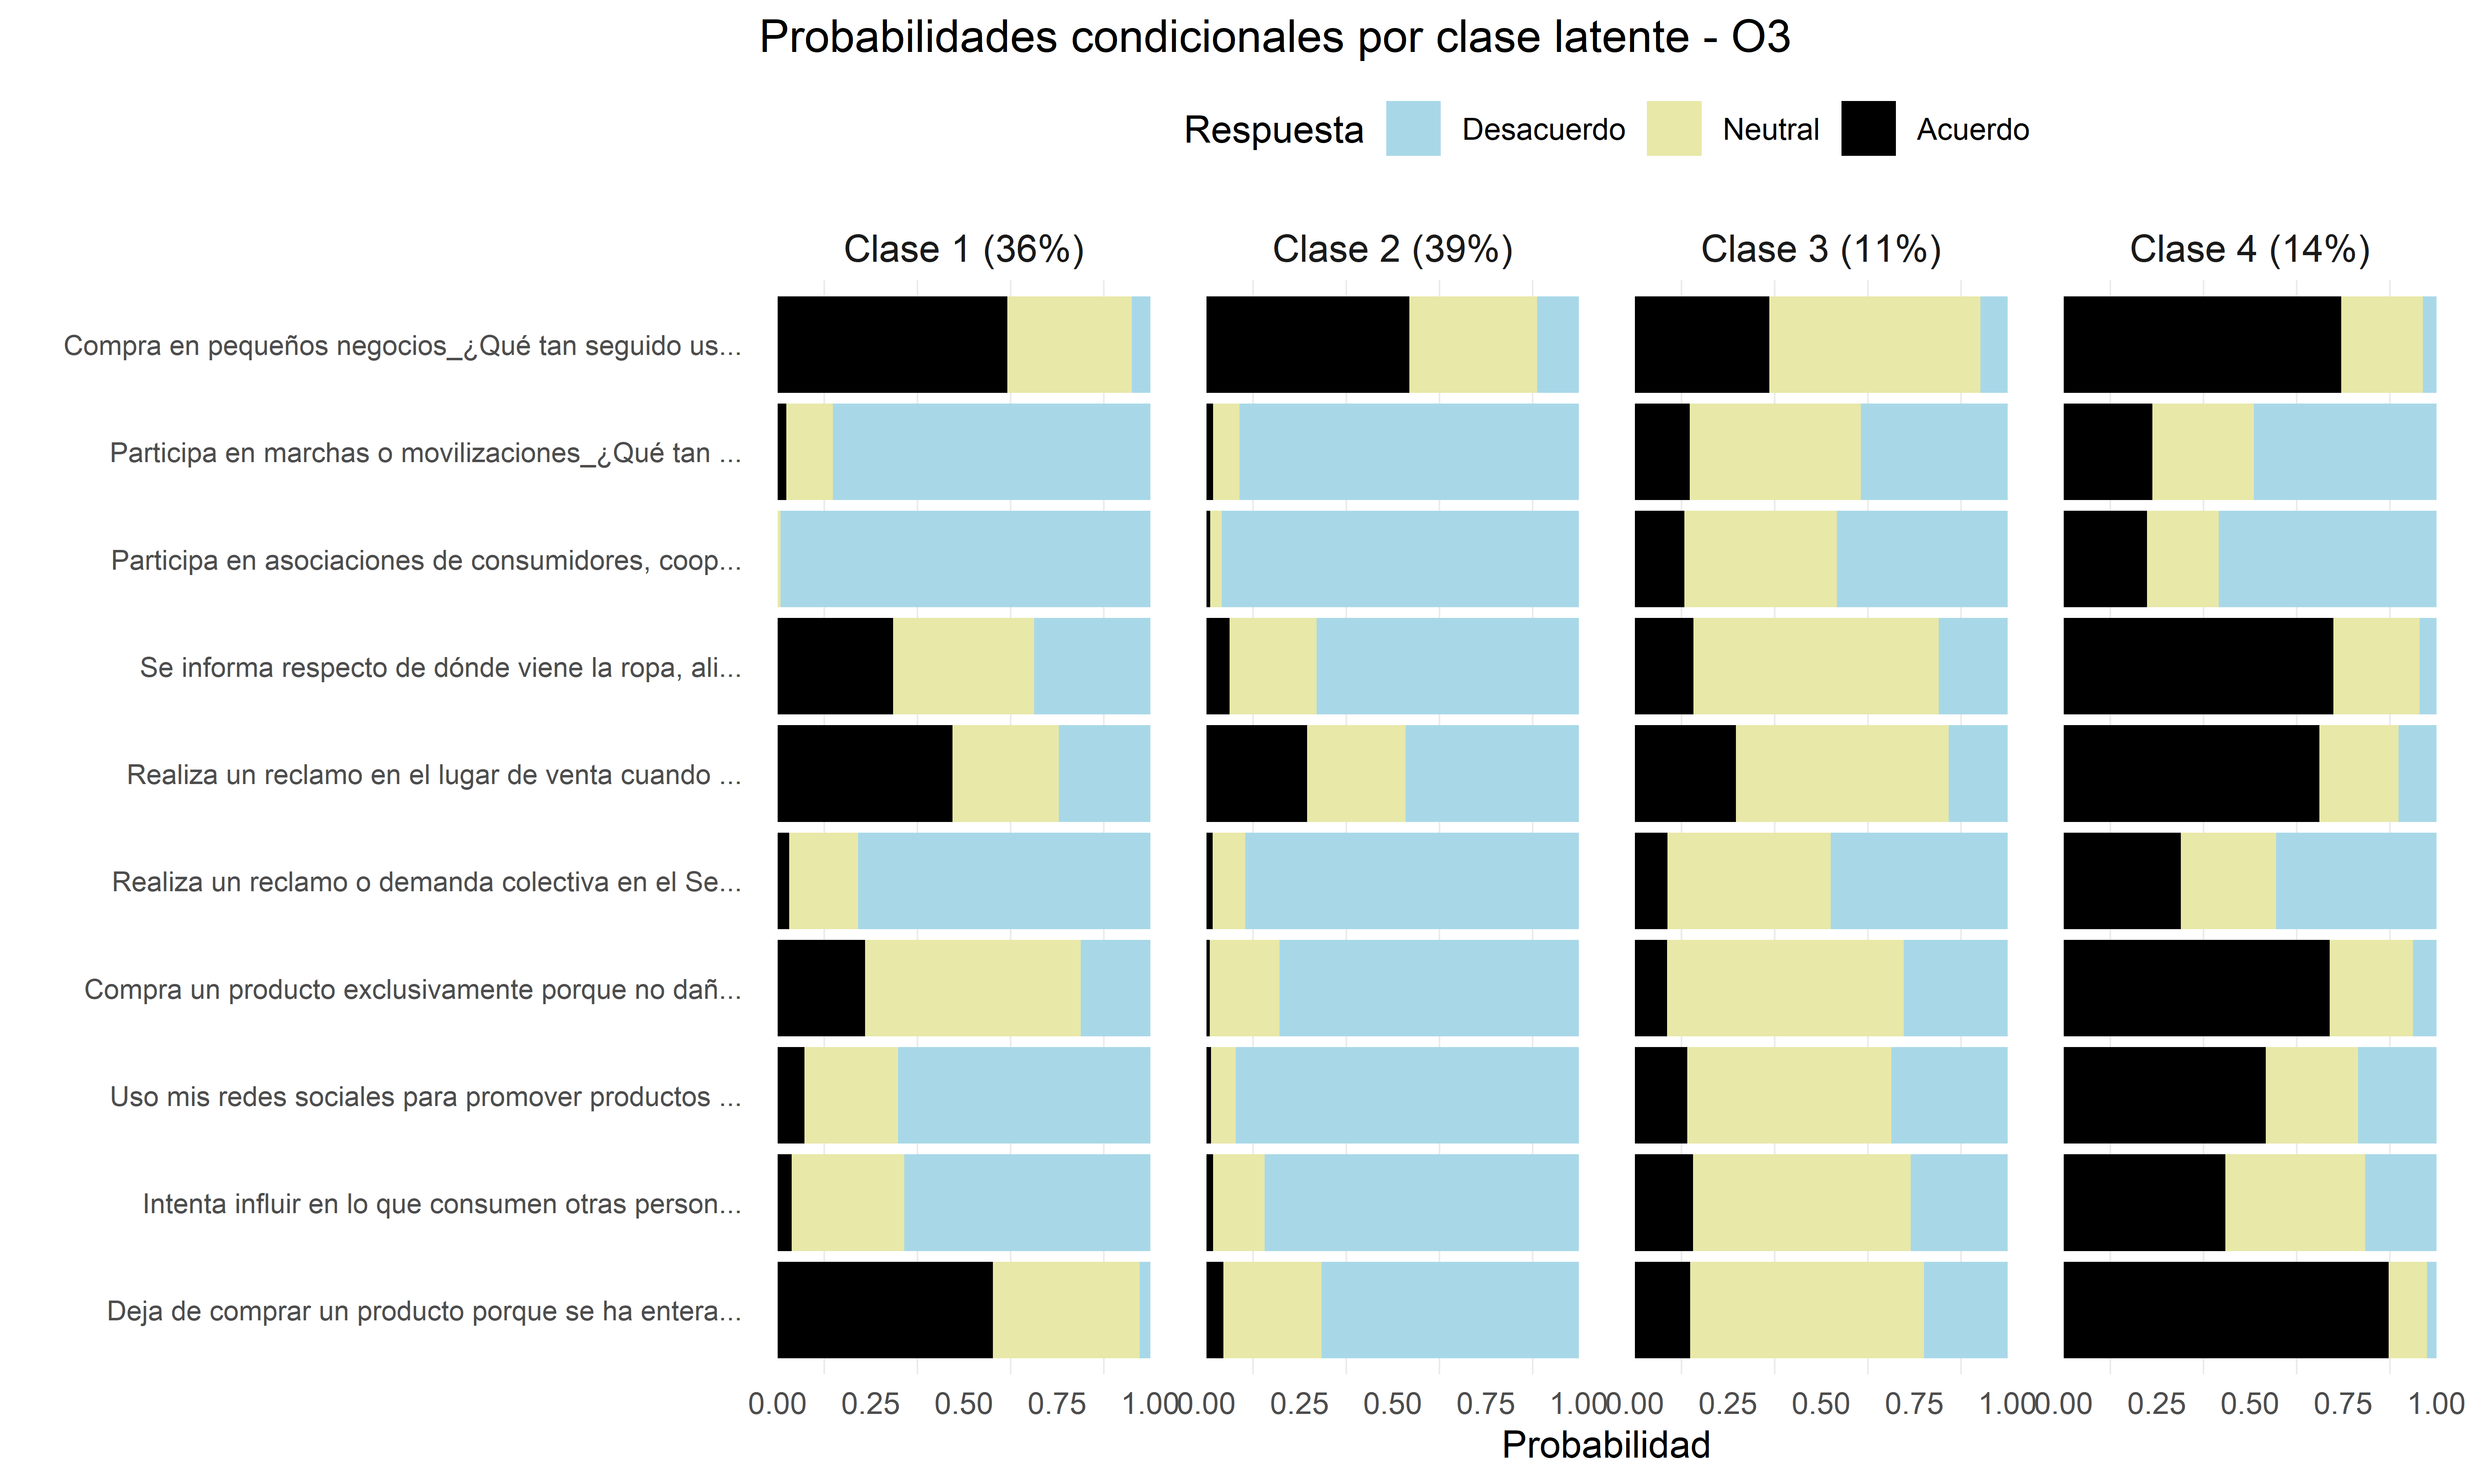 Probabilidades condicionales por clase latente - O3
Respuesta Desacuerdo Neutral Acuerdo
Clase 1 (36%) Clase 2 (39%) Clase 3 (11%) Clase 4 (14%)
Compra en pequeños negocios_¿Qué tan seguido us...
Participa en marchas o movilizaciones_¿Qué tan ...
Participa en asociaciones de consumidores, coop...
Se informa respecto de dónde viene la ropa, ali...
Realiza un reclamo en el lugar de venta cuando ...
Realiza un reclamo o demanda colectiva en el Se...
Compra un producto exclusivamente porque no dañ...
Uso mis redes sociales para promover productos ...
Intenta influir en lo que consumen otras person...
Deja de comprar un producto porque se ha entera...
0.00 0.25 0.50 0.75 1.00 0.00 0.25 0.50 0.75 1.00 0.00 0.25 0.50 0.75 1.00 0.00 0.25 0.50 0.75 1.00
Probabilidad